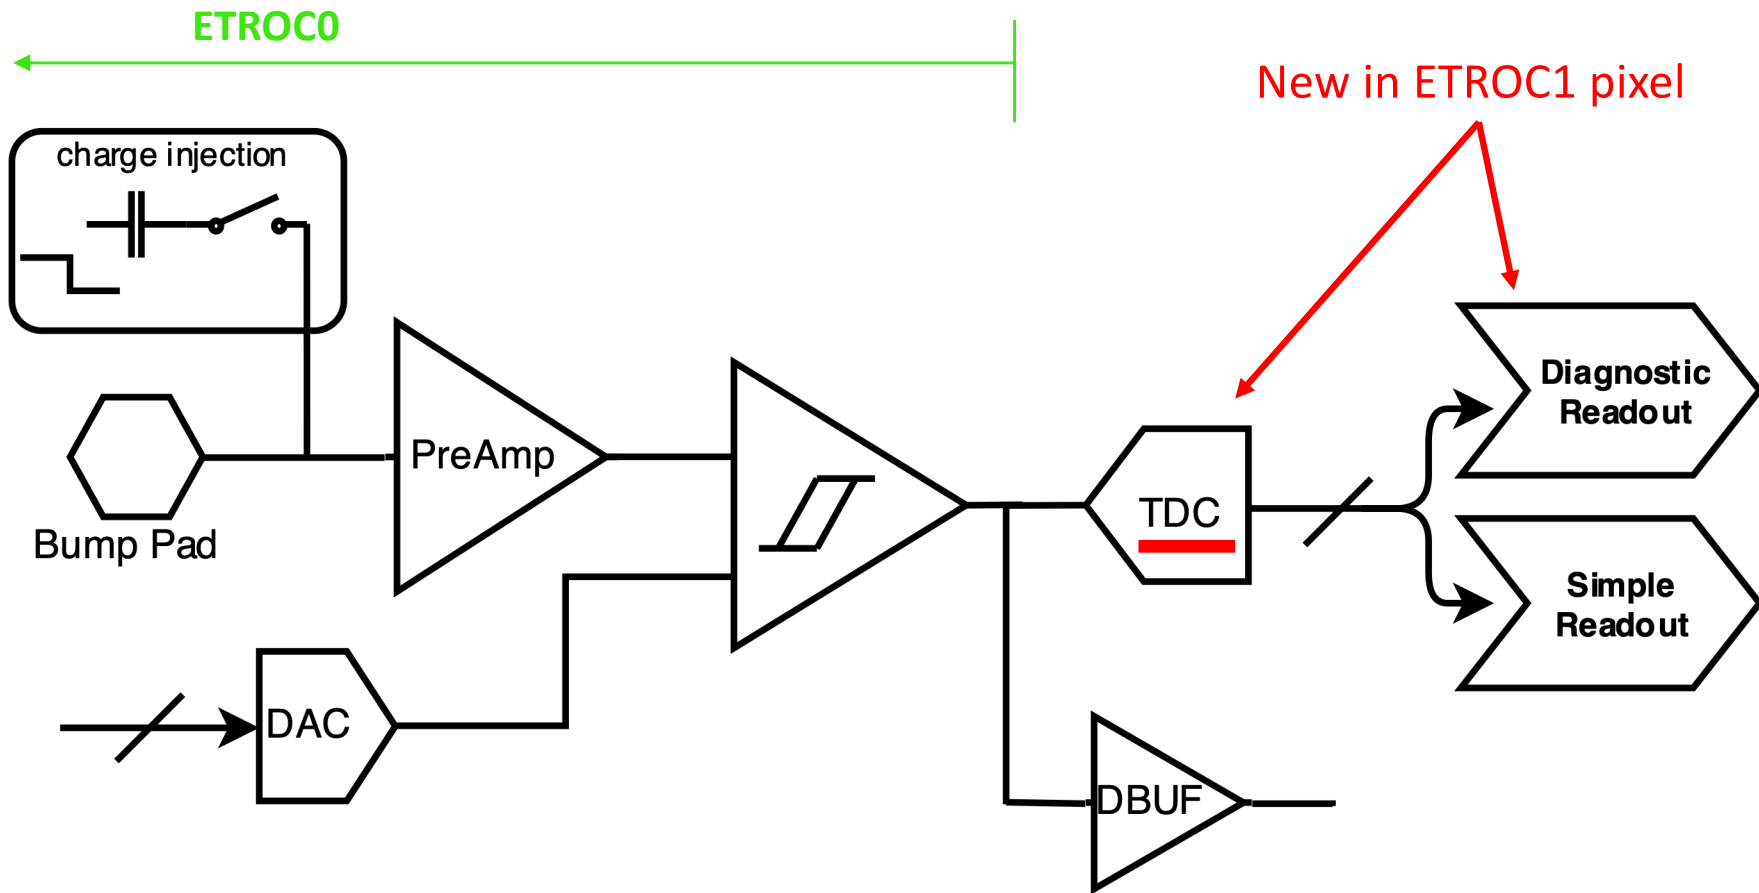 ETROC0
New in ETROC1 pixel
charge injection
PreAmp
Bump Pad
Diagnostic
Readout
TDC
Simple
Readout
DAC
DBUF